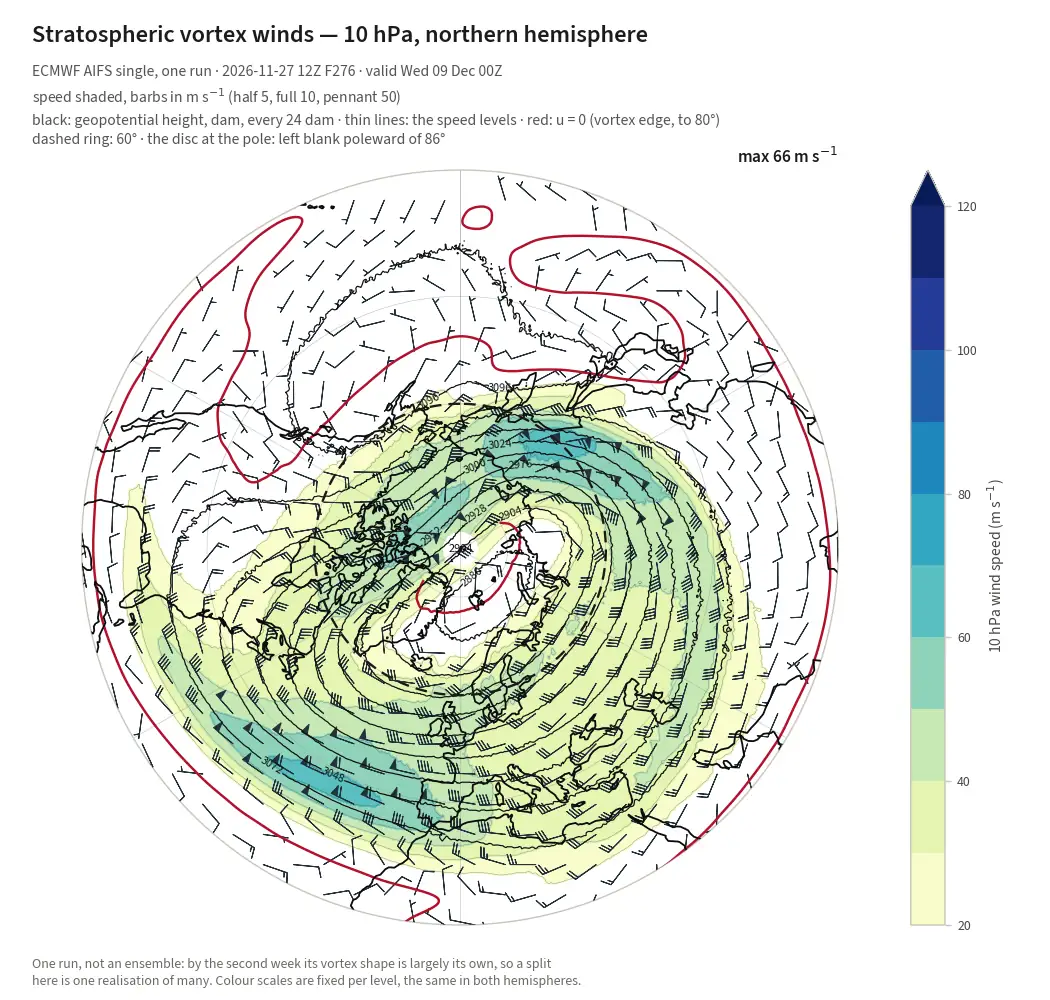 Stratospheric vortex winds — 10 hPa, northern hemisphere
ECMWF AIFS single, one run · 2026-11-27 12Z F276 · valid Wed 09 Dec 00Z
speed shaded, barbs in m s⁻¹ (half 5, full 10, pennant 50)
black: geopotential height, dam, every 24 dam · thin lines: the speed levels · red: u = 0 (vortex edge, to 80°)
dashed ring: 60° · the disc at the pole: left blank poleward of 86°
max 66 m s⁻¹
120
100
80
60
40
20
10 hPa wind speed (m s⁻¹)
3096
3096
3024
3000
2976
2928
2904
2952
2904
3072
3048
One run, not an ensemble: by the second week its vortex shape is largely its own, so a split
here is one realisation of many. Colour scales are fixed per level, the same in both hemispheres.